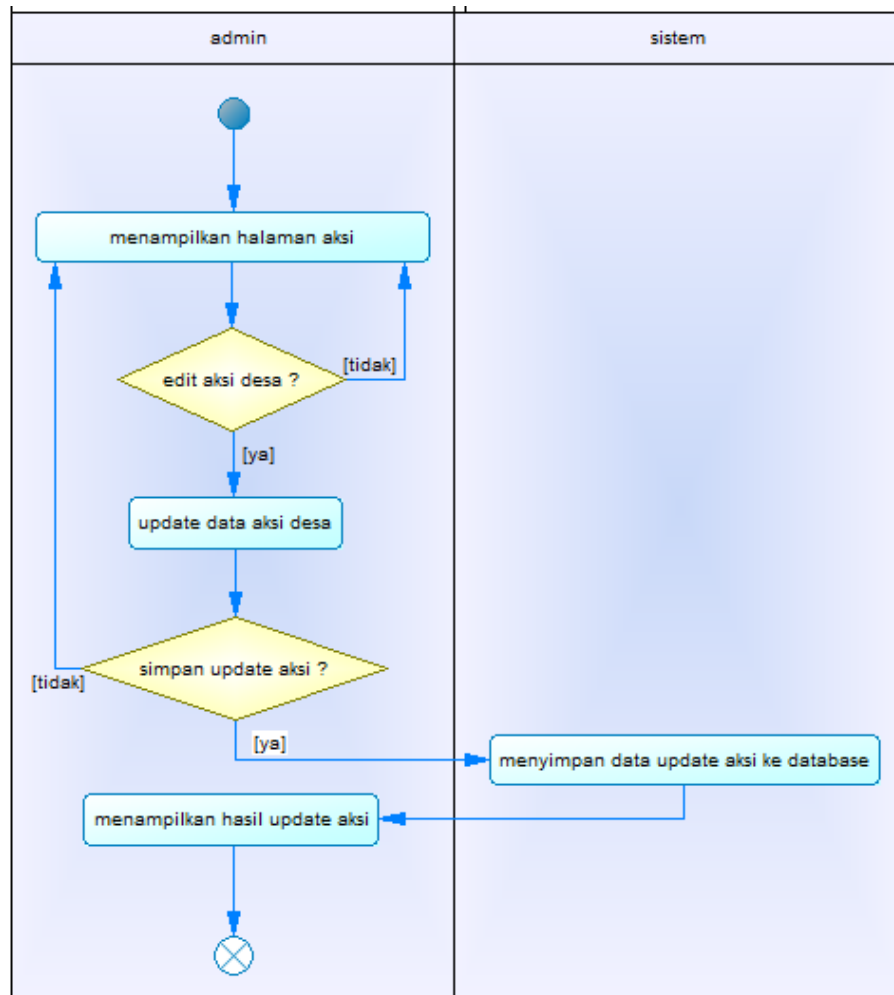 admin
sistem
menampilkan halaman aksi
edit aksi desa ?
[tidak]
[ya]
update data aksi desa
simpan update aksi ?
[tidak]
[ya]
menyimpan data update aksi ke database
menampilkan hasil update aksi